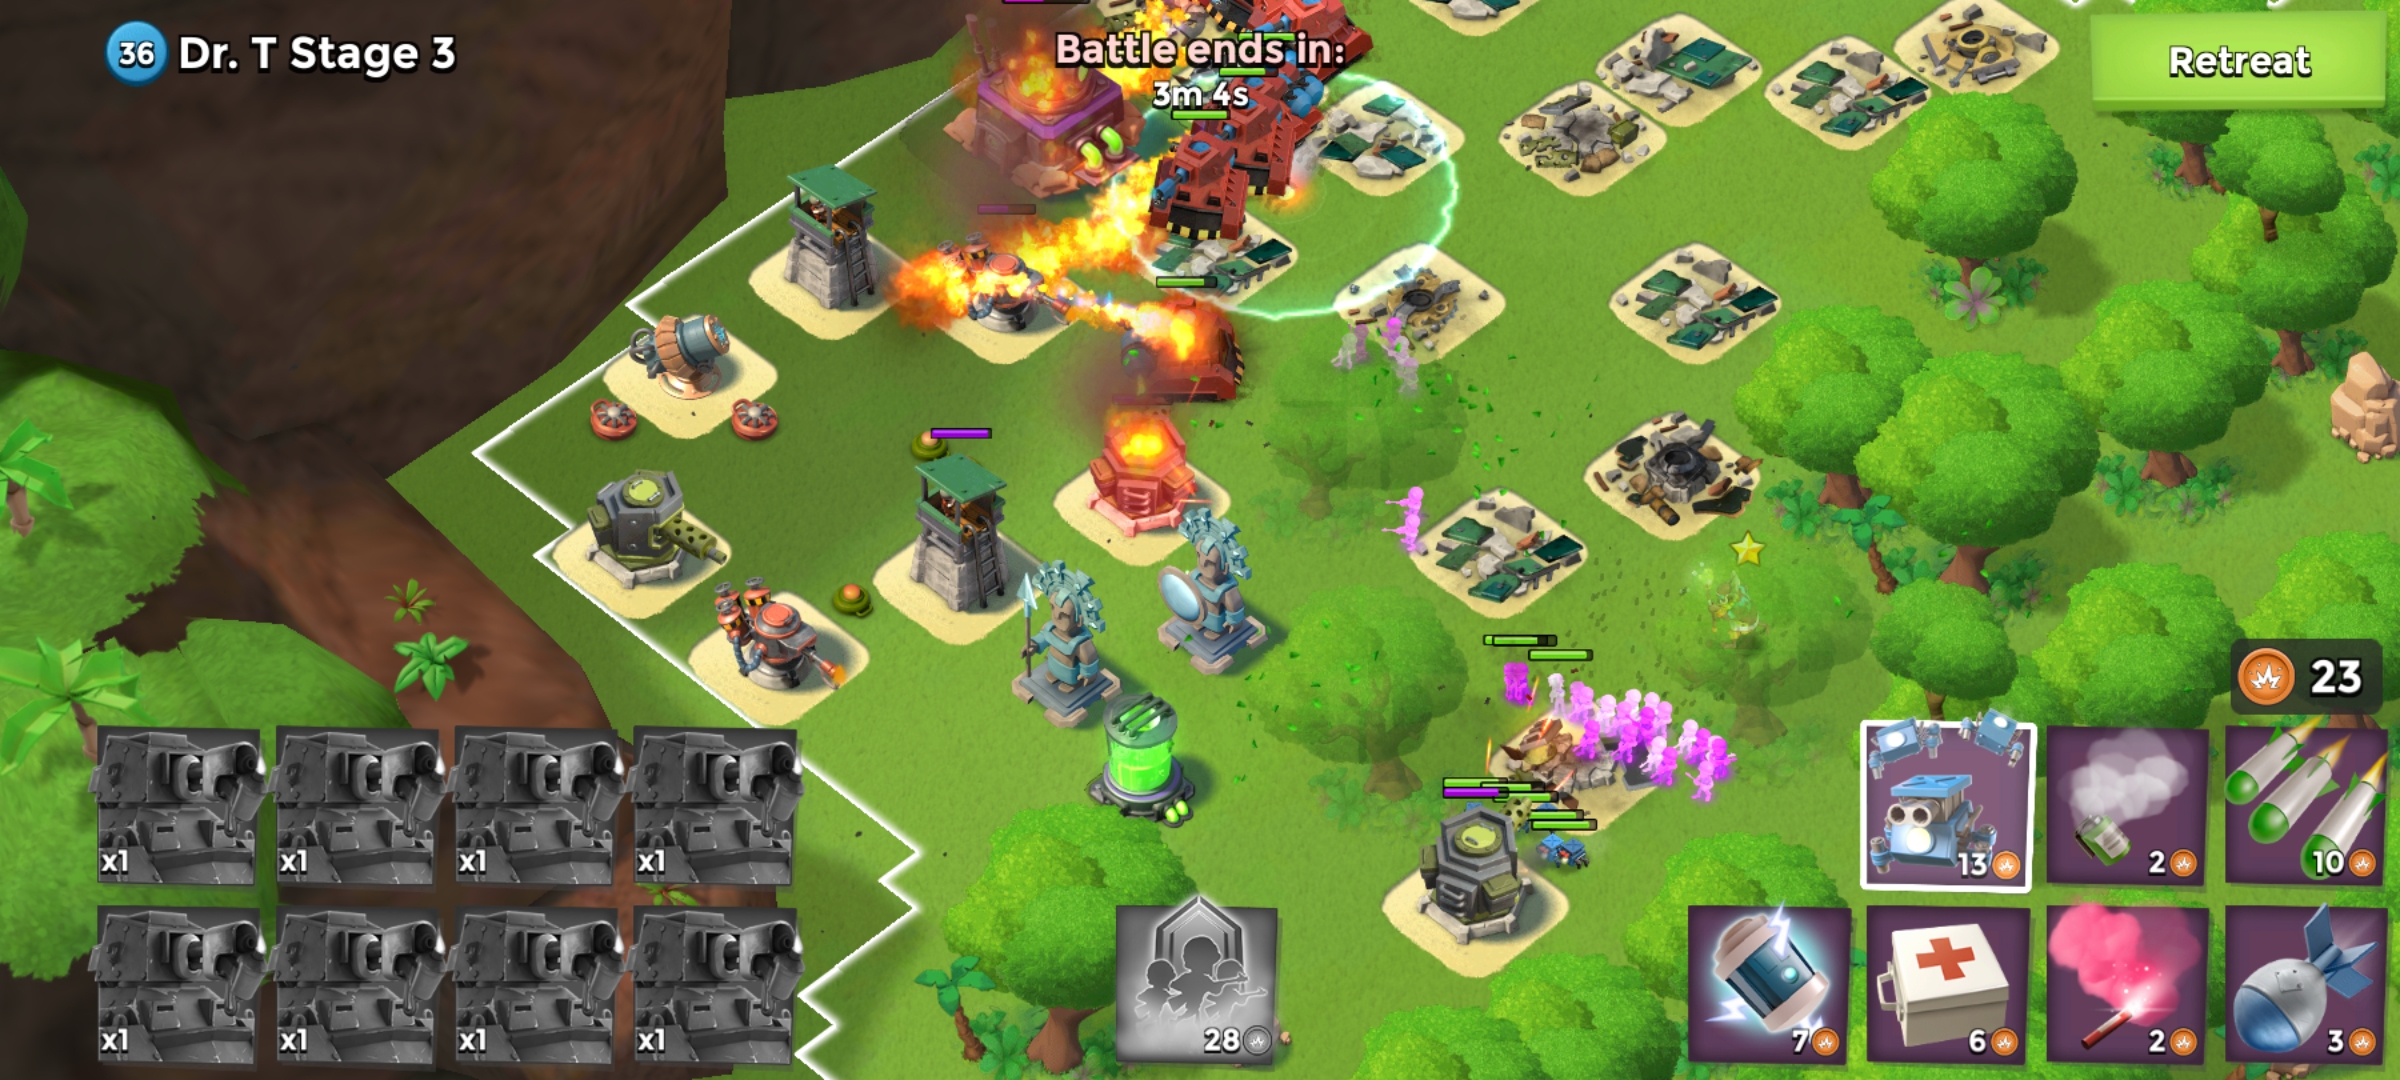 36 Dr. T Stage 3
Battle ends in:
3m 4s
Retreat
23
13
2
10
x1
x1
x1
x1
x1
x1
x1
x1
28
7
6
2
3